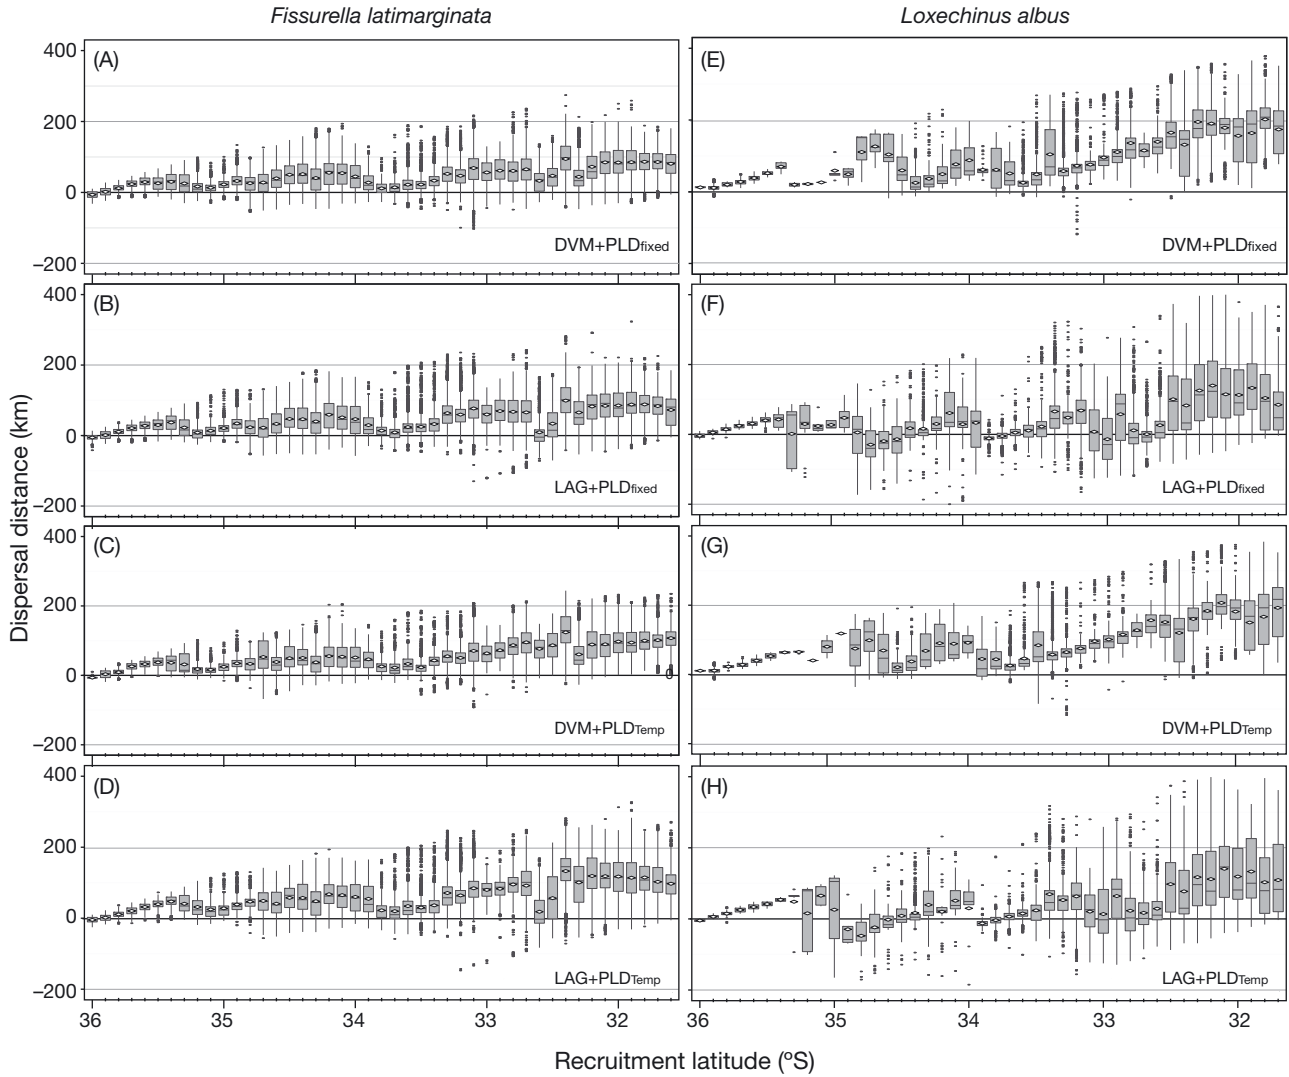 Fissurella latimarginata
Loxechinus albus
Dispersal distance (km)
400
200
0
–200
(A)
DVM+PLDfixed
(E)
DVM+PLDfixed
400
200
0
–200
(B)
LAG+PLDfixed
(F)
LAG+PLDfixed
400
200
0
–200
(C)
DVM+PLDTemp
(G)
DVM+PLDTemp
400
200
0
–200
(D)
LAG+PLDTemp
(H)
LAG+PLDTemp
36 35 34 33 32
36 35 34 33 32
Recruitment latitude (ºS)